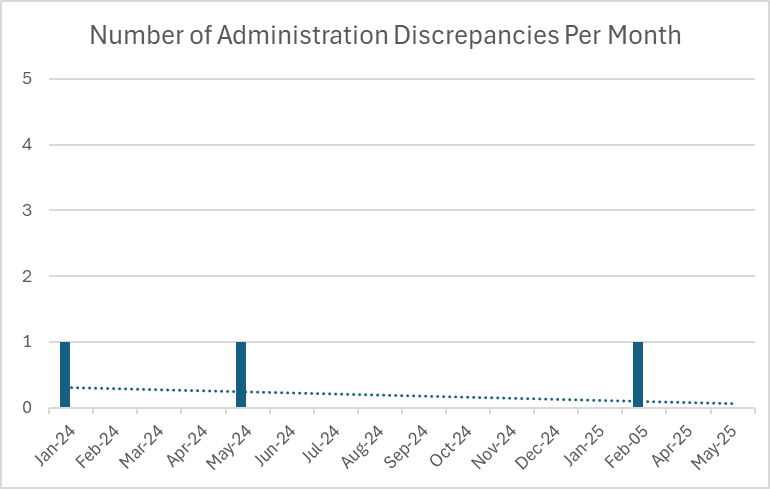 Number of Administration Discrepancies Per Month
5
4
3
2
1
0
Jan-24
Feb-24
Mar-24
Apr-24
May-24
Jun-24
Jul-24
Aug-24
Sep-24
Oct-24
Nov-24
Dec-24
Jan-25
Feb-05
Apr-25
May-25